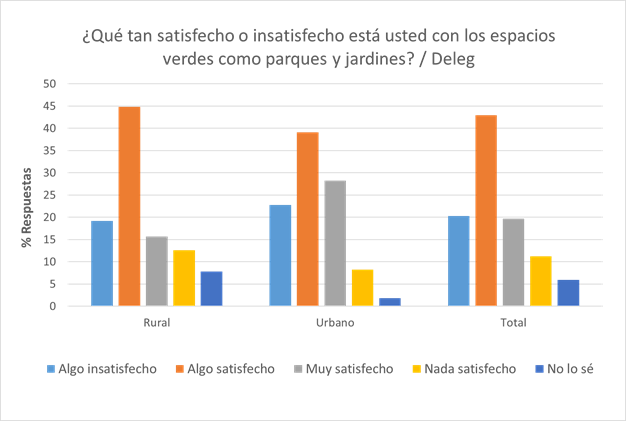 ¿Qué tan satisfecho o insatisfecho está usted con los espacios
verdes como parques y jardines? / Deleg
50
45
40
35
30
25
20
15
10
5
0
% Respuestas
Rural Urbano Total
Algo insatisfecho Algo satisfecho Muy satisfecho Nada satisfecho No lo sé